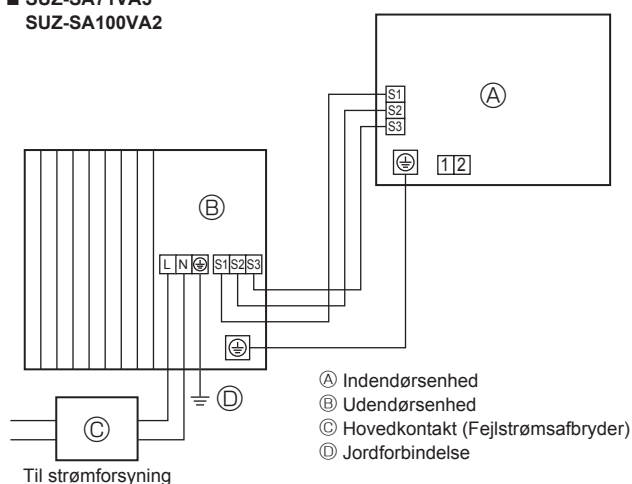 ■ SUZ-SA71VA3
SUZ-SA100VA2
S1
S2
S3
Ⓐ
1 2
Ⓑ
L N S1 S2 S3
Ⓓ
Ⓒ
Til strømforsyning
Ⓐ Indendørsenhed
Ⓑ Udendørsenhed
Ⓒ Hovedkontakt (Fejlstrømsafbryder)
Ⓓ Jordforbindelse